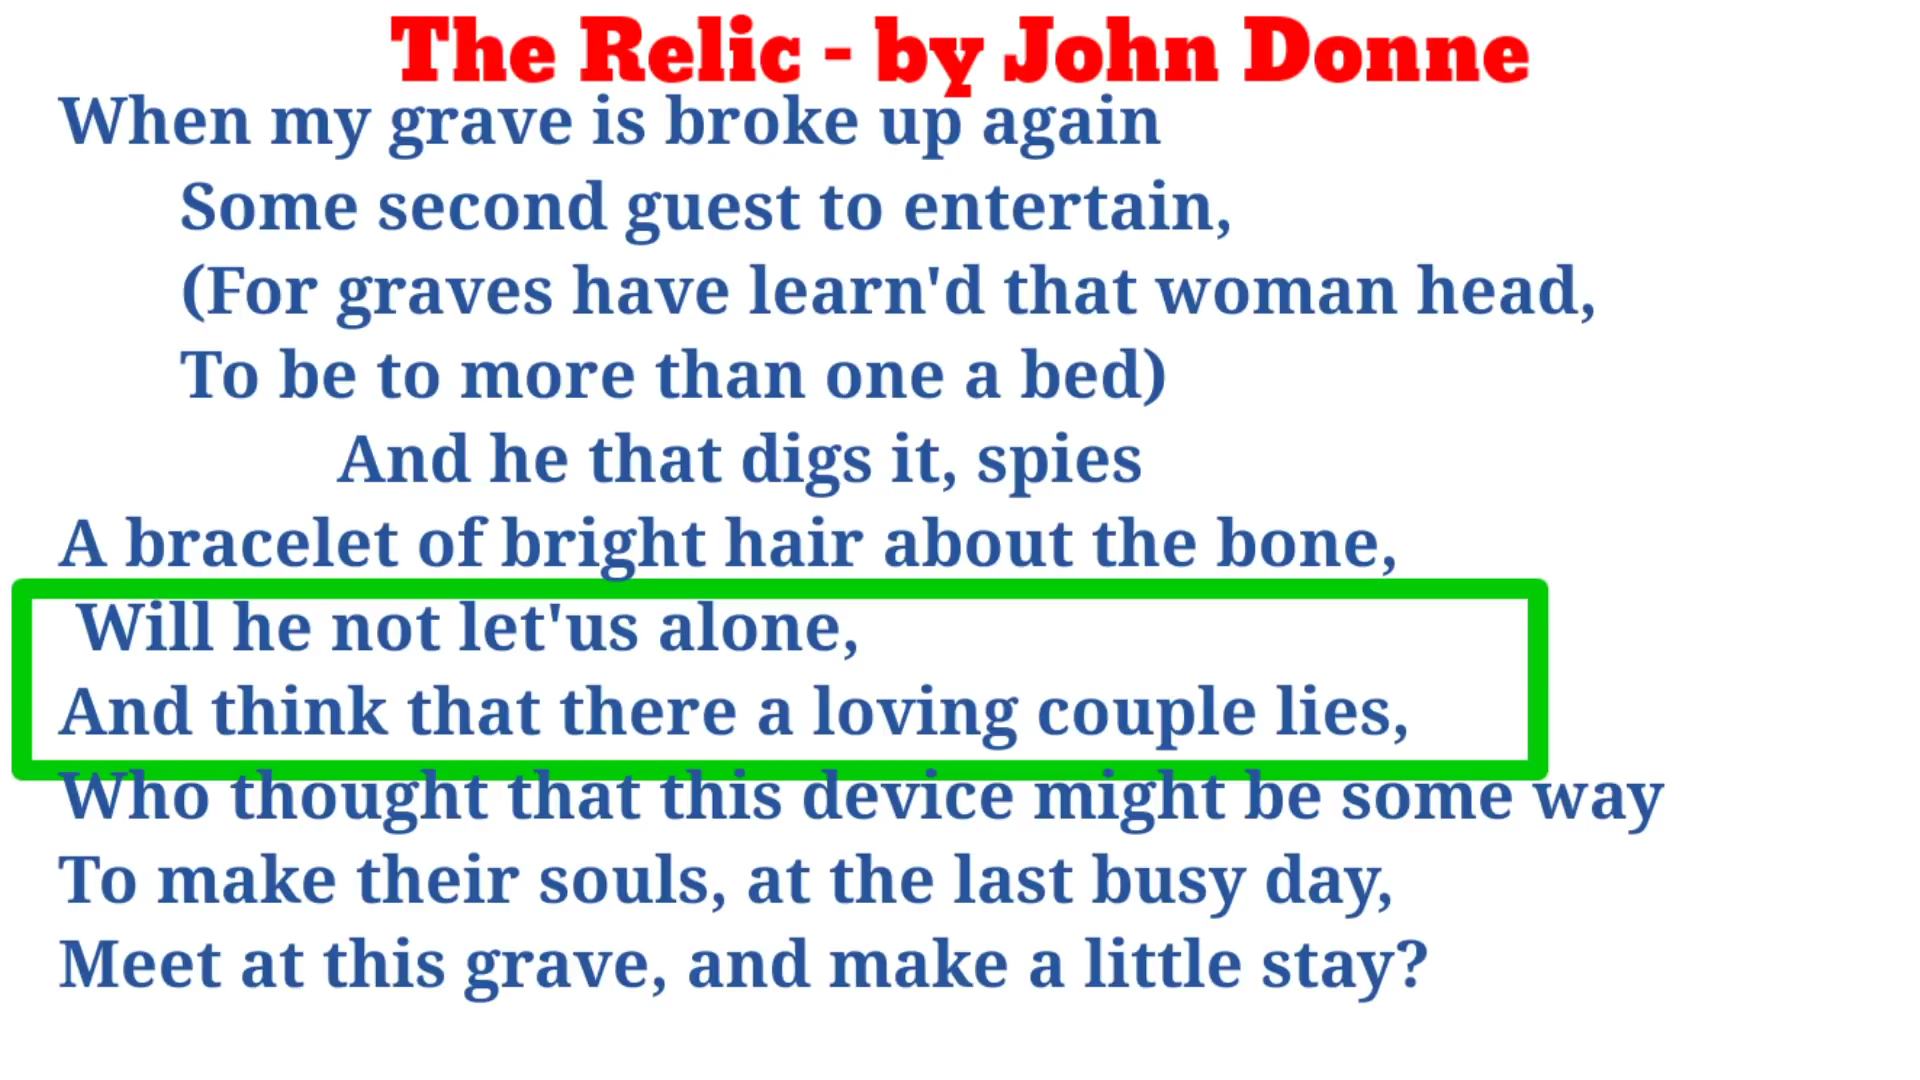 The Relic - by John Donne
When my grave is broke up again
Some second guest to entertain,
(For graves have learn'd that woman head,
To be to more than one a bed)
And he that digs it, spies
A bracelet of bright hair about the bone,
Will he not let'us alone,
And think that there a loving couple lies,
Who thought that this device might be some way
To make their souls, at the last busy day,
Meet at this grave, and make a little stay?